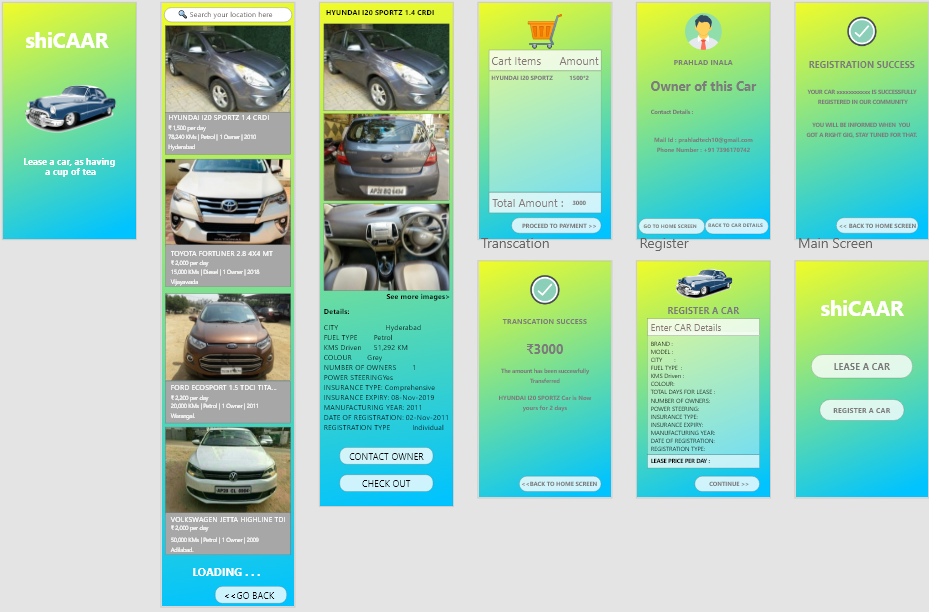 shiCAAR
Lease a car, as having
a cup of tea
Search your location here
HYUNDAI I20 SPORTZ 1.4 CRDI
₹ 1,500 per day
78,240 KMs | Petrol | 1 Owner | 2010
Hyderabad
TOYOTA FORTUNER 2.8 4X4 MT
₹ 3,000 per day
15,000 KMs | Diesel | 1 Owner | 2018
Vijayawada
FORD ECOSPORT 1.5 TDCI TITA...
₹ 2,200 per day
20,000 KMs | Petrol | 1 Owner | 2011
Warangal.
VOLKSWAGEN JETTA HIGHLINE TDI
₹ 2,000 per day
50,000 KMs | Petrol | 1 Owner | 2009
Adilabad.
LOADING . . .
<<GO BACK
HYUNDAI I20 SPORTZ 1.4 CRDI
See more images>
Details:
CITY Hyderabad
FUEL TYPE Petrol
KMS Driven 51,292 KM
COLOUR Grey
NUMBER OF OWNERS 1
POWER STEERINGYes
INSURANCE TYPE: Comprehensive
INSURANCE EXPIRY: 08-Nov-2019
MANUFACTURING YEAR: 2011
DATE OF REGISTRATION: 02-Nov-2011
REGISTRATION TYPE Individual
CONTACT OWNER
CHECK OUT
Cart Items Amount
HYUNDAI I20 SPORTZ 1500*2
Total Amount : 3000
PROCEED TO PAYMENT >>
PRAHLAD INALA
Owner of this Car
Contact Details :
Phone Number : +91 7396170742
GO TO HOME SCREEN
BACK TO CAR DETAILS
REGISTRATION SUCCESS
YOUR CAR xxxxxxxxxxx IS SUCCESSFULLY
REGISTERED IN OUR COMMUNITY
YOU WILL BE INFORMED WHEN YOU
GOT A RIGHT GIG, STAY TUNED FOR THAT.
<< BACK TO HOME SCREEN
Transcation
TRANSCATION SUCCESS
₹3000
The amount has been successfully
Transferred
HYUNDAI I20 SPORTZ Car is Now
yours for 2 days
<<BACK TO HOME SCREEN
Register
REGISTER A CAR
Enter CAR Details
BRAND :
MODEL :
CITY :
FUEL TYPE :
KMS Driven :
COLOUR:
TOTAL DAYS FOR LEASE :
NUMBER OF OWNERS:
POWER STEERING:
INSURANCE TYPE:
INSURANCE EXPIRY:
MANUFACTURING YEAR:
DATE OF REGISTRATION:
REGISTRATION TYPE:
LEASE PRICE PER DAY :
CONTINUE >>
Main Screen
shiCAAR
LEASE A CAR
REGISTER A CAR